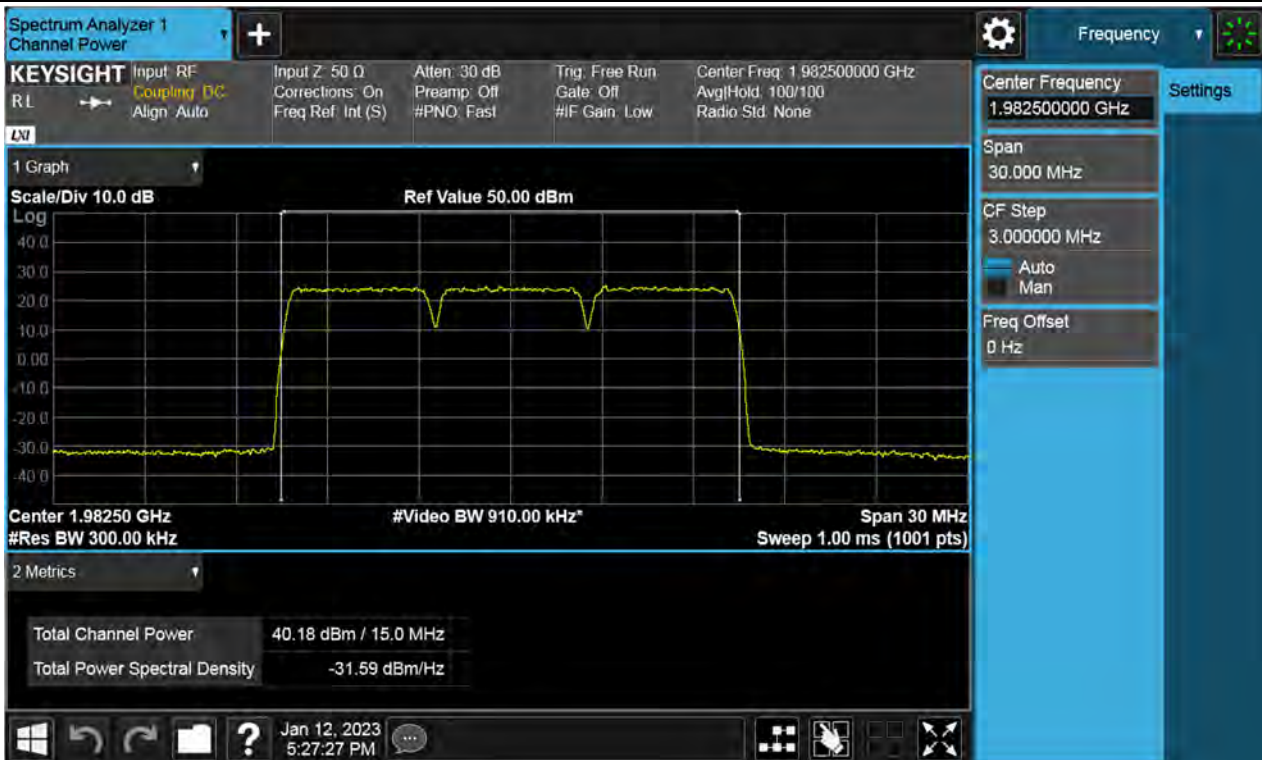 Spectrum Analyzer 1
Channel Power
+
Frequency
KEYSIGHT
RL
LXI
Input: RF
Coupling: DC
Align: Auto
Input Z: 50 Ω
Corrections: On
Freq Ref: Int (S)
Atten: 30 dB
Preamp: Off
#PNO: Fast
Trig: Free Run
Gate: Off
#IF Gain: Low
Center Freq: 1.982500000 GHz
Avg|Hold: 100/100
Radio Std: None
Center Frequency
1.982500000 GHz
Settings
Span
30.000 MHz
CF Step
3.000000 MHz
Auto
Man
Freq Offset
0 Hz
1 Graph
Scale/Div 10.0 dB
Ref Value 50.00 dBm
Log
40.0
30.0
20.0
10.0
0.00
-10.0
-20.0
-30.0
-40.0
Center 1.98250 GHz
#Video BW 910.00 kHz*
Span 30 MHz
#Res BW 300.00 kHz
Sweep 1.00 ms (1001 pts)
2 Metrics
Total Channel Power 40.18 dBm / 15.0 MHz
Total Power Spectral Density -31.59 dBm/Hz
?
Jan 12, 2023
5:27:27 PM